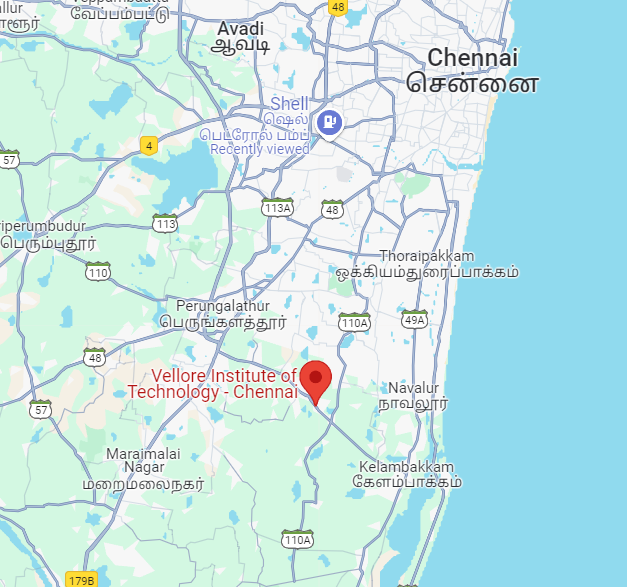 வேப்பம்பட்டு
48
Avadi
ஆவடி
Chennai
சென்னை
Shell
ஷெல்
பெட்ரோல் பம்ப்
Recently viewed
4
57
113A
48
113
riperumbudur
பெரும்புதூர்
Thoraipakkam
ஒக்கியம்துரைப்பாக்கம்
110
Perungalathur
பெருங்களத்தூர்
110A
49A
48
Vellore Institute of
Technology - Chennai
Navalur
நாவலூர்
57
Maraimalai
Nagar
மறைமலைநகர்
Kelambakkam
கேளம்பாக்கம்
110A
179B